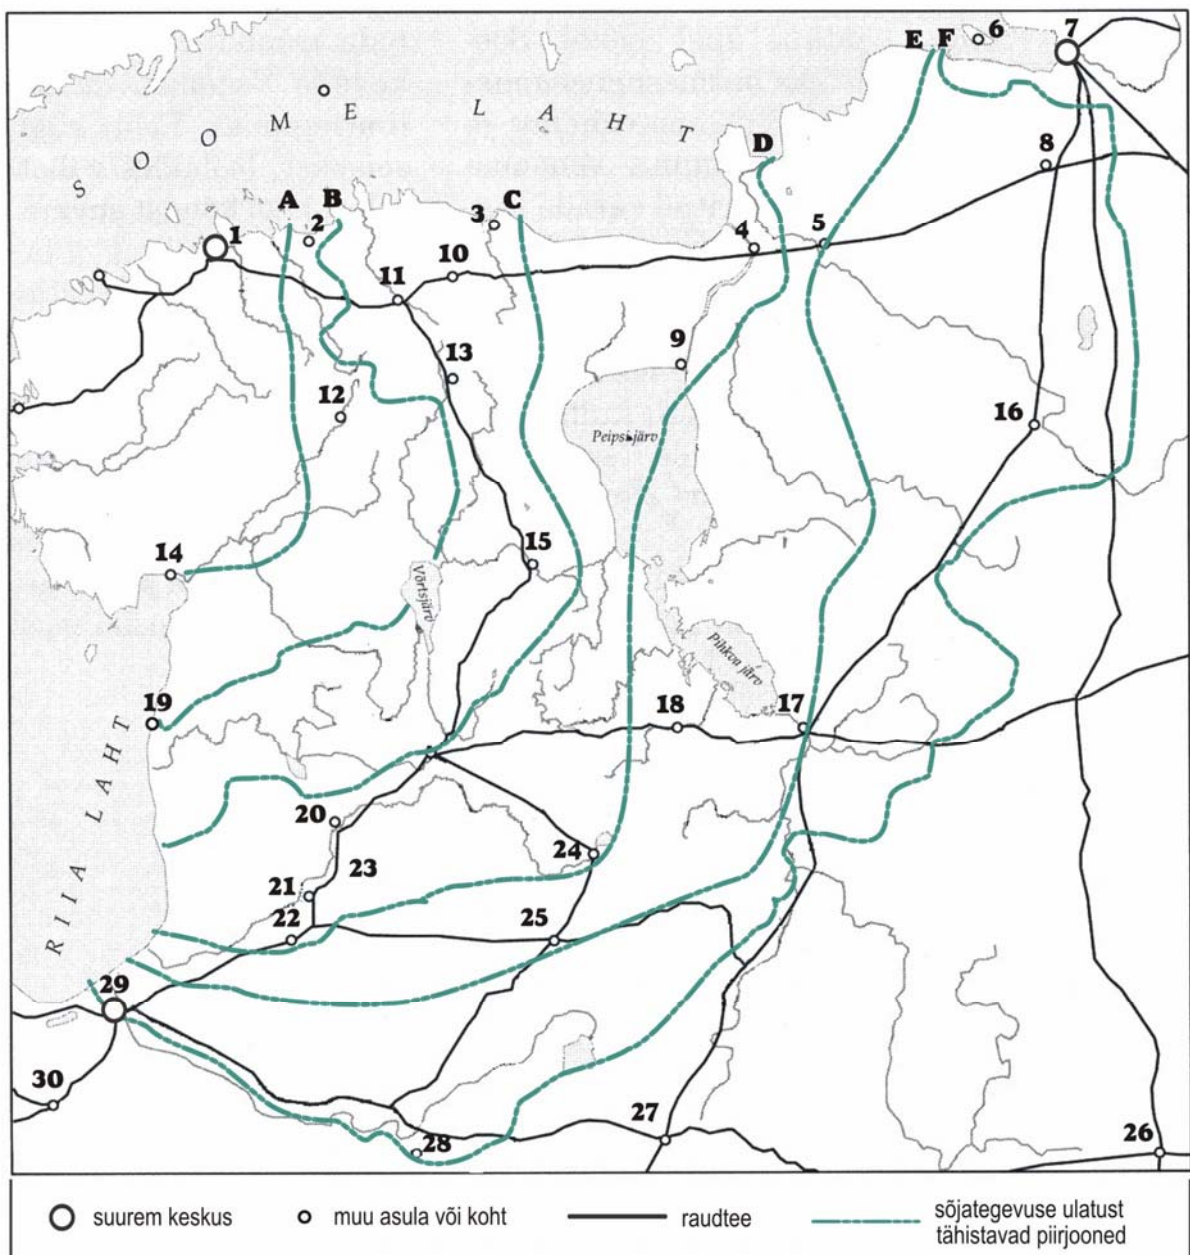 E F 6 7
S O O M E L A H T
D
8
A 2 B 3 C
1 4 5
10
11
9
13
12 16
Peipsi järv
15
14
Võrtsjärv
Pihkva järv
19 18 17
RIIA LAHT
20
24
23
21
22 25
29
30 27
28 26
suurem keskus
muu asula või koht
raudtee
sõjategevuse ulatust
tähistavad piirjooned